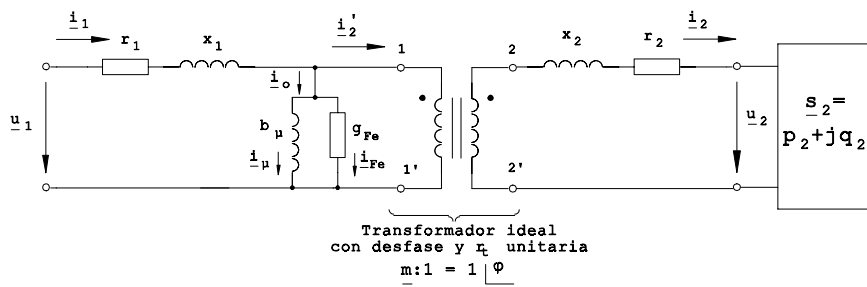 i₁ r₁ x₁ i₂' 1 2 x₂ r₂ i₂
u₁ i₀ bμ gFe iμ iFe u₂ s₂=
p₂+jq₂
1' 2'
Transformador ideal
con desfase y rt unitaria
m:1 = 1 φ